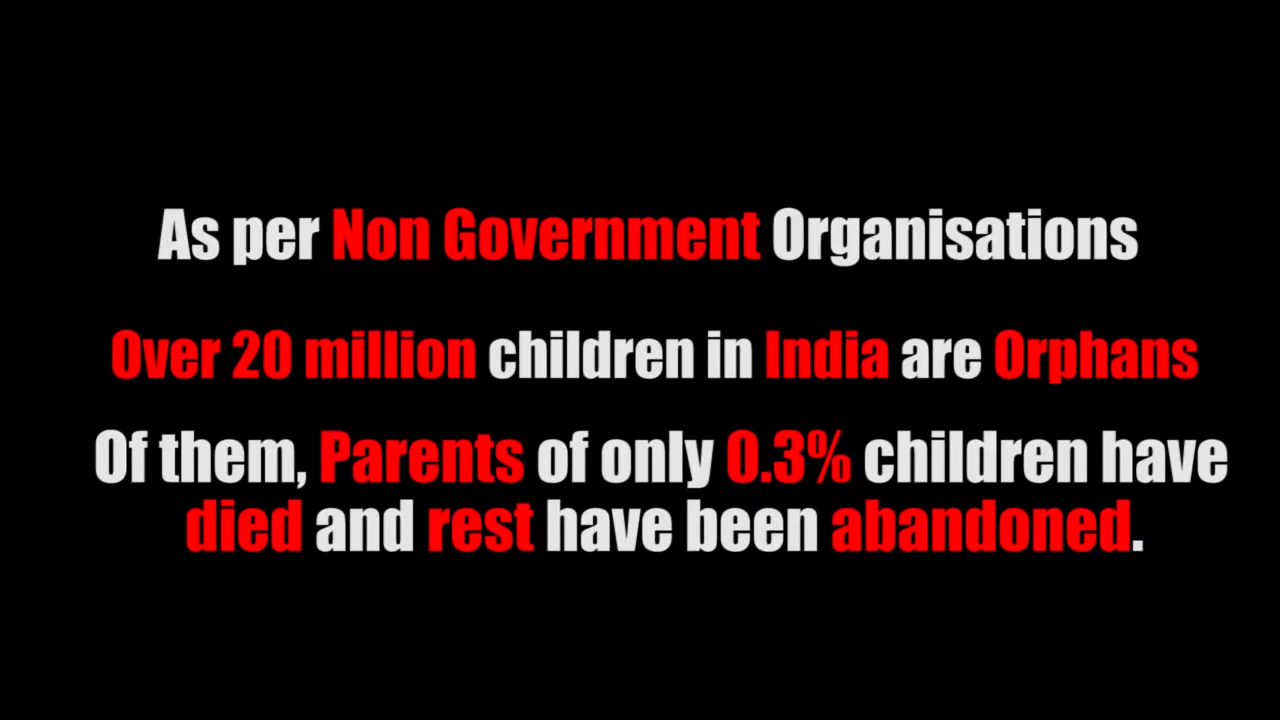 As per Non Government Organisations
Over 20 million children in India are Orphans
Of them, Parents of only 0.3% children have
died and rest have been abandoned.